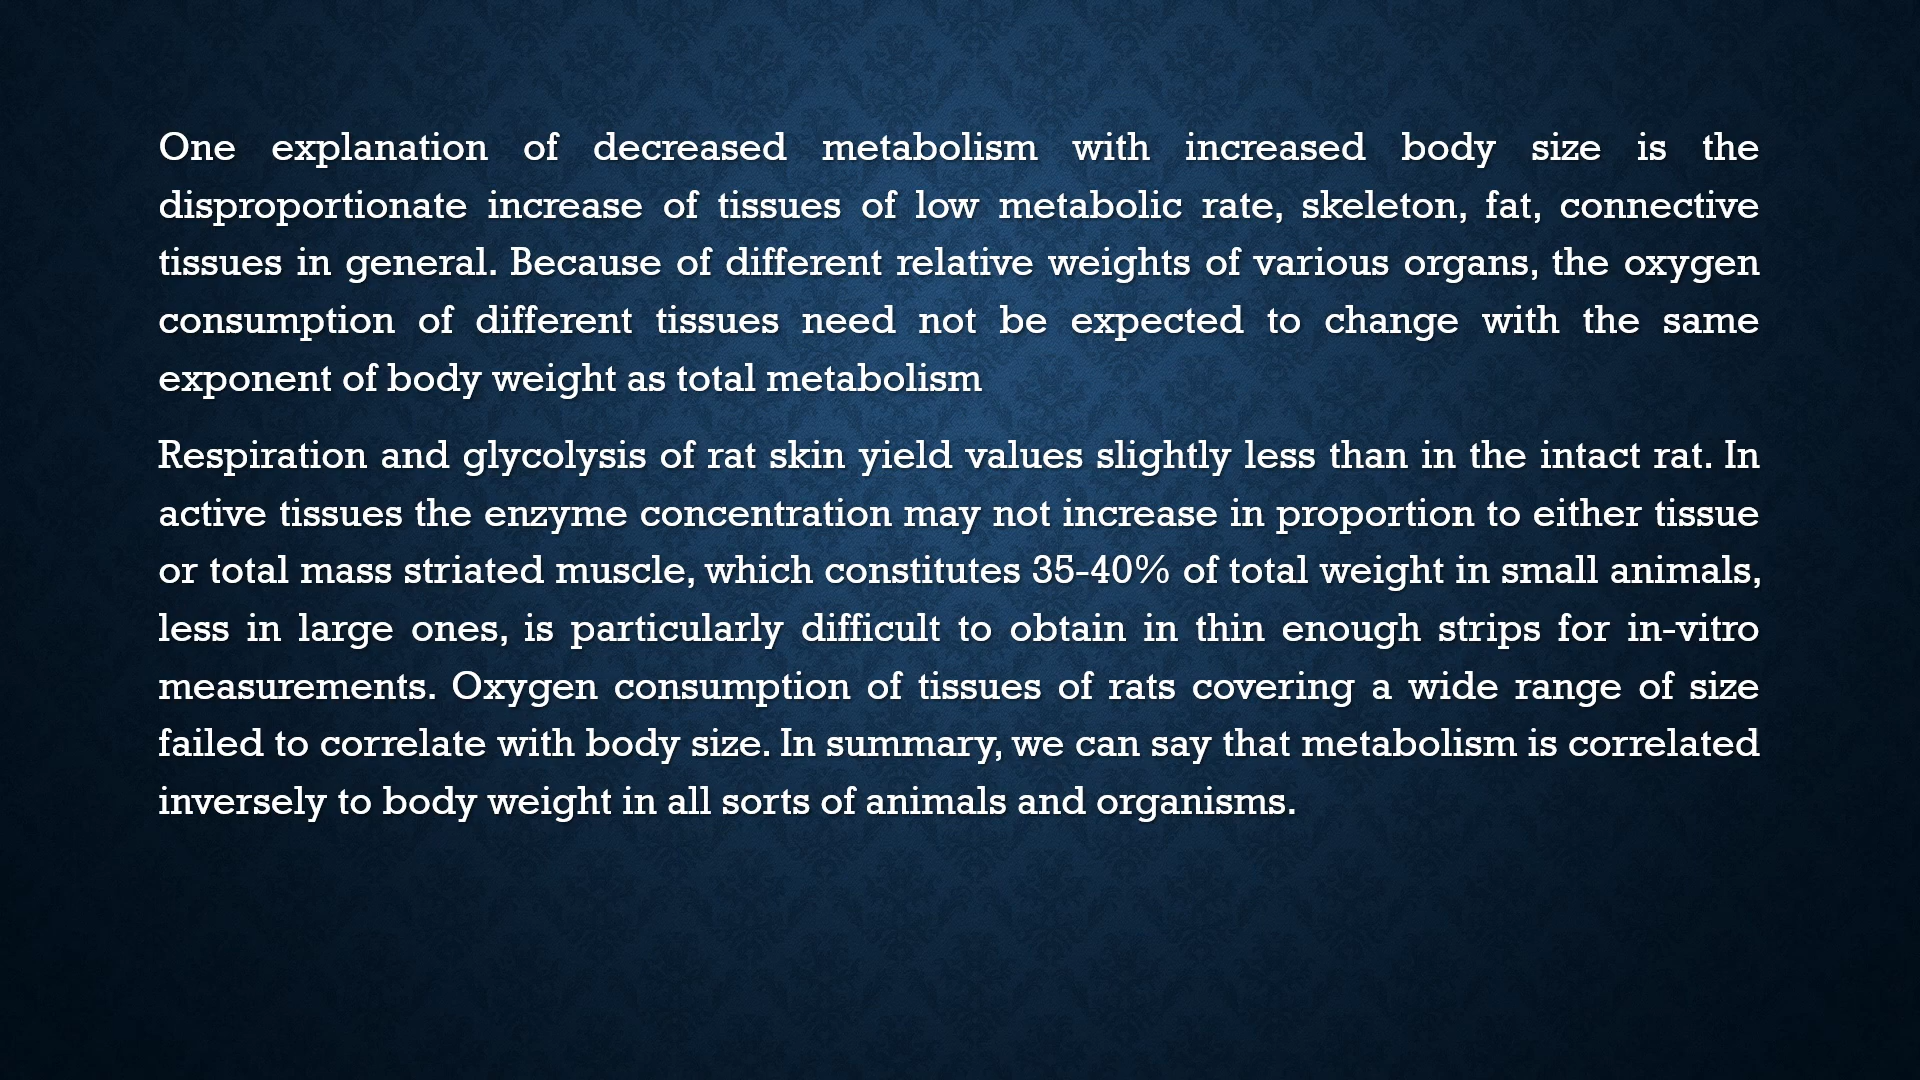 One explanation of decreased metabolism with increased body size is the
disproportionate increase of tissues of low metabolic rate, skeleton, fat, connective
tissues in general. Because of different relative weights of various organs, the oxygen
consumption of different tissues need not be expected to change with the same
exponent of body weight as total metabolism
Respiration and glycolysis of rat skin yield values slightly less than in the intact rat. In
active tissues the enzyme concentration may not increase in proportion to either tissue
or total mass striated muscle, which constitutes 35-40% of total weight in small animals,
less in large ones, is particularly difficult to obtain in thin enough strips for in-vitro
measurements. Oxygen consumption of tissues of rats covering a wide range of size
failed to correlate with body size. In summary, we can say that metabolism is correlated
inversely to body weight in all sorts of animals and organisms.